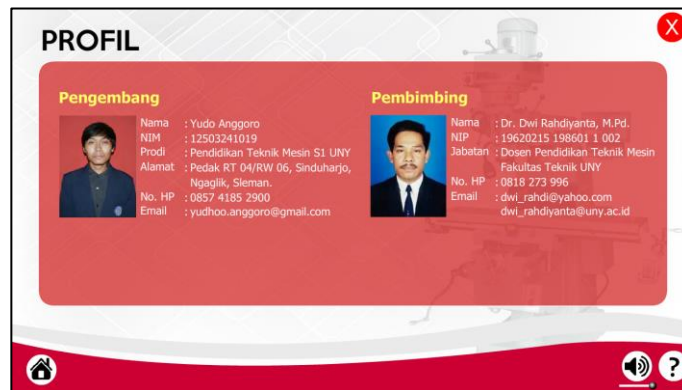 PROFIL
X
Pengembang
Nama : Yudo Anggoro
NIM : 12503241019
Prodi : Pendidikan Teknik Mesin S1 UNY
Alamat : Pedak RT 04/RW 06, Sinduharjo,
Ngaglik, Sleman.
No. HP : 0857 4185 2900
Email : yudhoo.anggoro@gmail.com
Pembimbing
Nama : Dr. Dwi Rahdiyanta, M.Pd.
NIP : 19620215 198601 1 002
Jabatan : Dosen Pendidikan Teknik Mesin
Fakultas Teknik UNY
No. HP : 0818 273 996
Email : dwi_rahdi@yahoo.com
dwi_rahdiyanta@uny.ac.id
?